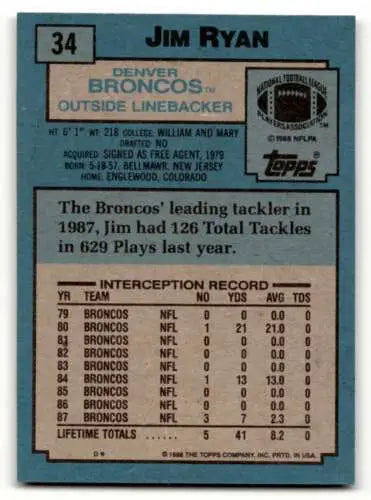 34
JIM RYAN
DENVER
BRONCOS TM
OUTSIDE LINEBACKER
NATIONAL FOOTBALL LEAGUE
PLAYERS ASSOCIATION
© 1988 NFLPA
TOPPS®
HT: 6' 1" WT: 218 COLLEGE: WILLIAM AND MARY
DRAFTED: NO
ACQUIRED: SIGNED AS FREE AGENT, 1979
BORN: 5-18-57, BELLMAWR, NEW JERSEY
HOME: ENGLEWOOD, COLORADO
The Broncos' leading tackler in
1987, Jim had 126 Total Tackles
in 629 Plays last year.
INTERCEPTION RECORD
YR TEAM NO YDS AVG TDS
79 BRONCOS NFL 0 0 0.0 0
80 BRONCOS NFL 1 21 21.0 0
81 BRONCOS NFL 0 0 0.0 0
82 BRONCOS NFL 0 0 0.0 0
83 BRONCOS NFL 0 0 0.0 0
84 BRONCOS NFL 1 13 13.0 0
85 BRONCOS NFL 0 0 0.0 0
86 BRONCOS NFL 0 0 0.0 0
87 BRONCOS NFL 3 7 2.3 0
LIFETIME TOTALS ...... 5 41 8.2 0
D* © 1988 THE TOPPS COMPANY, INC. PRTD. IN USA